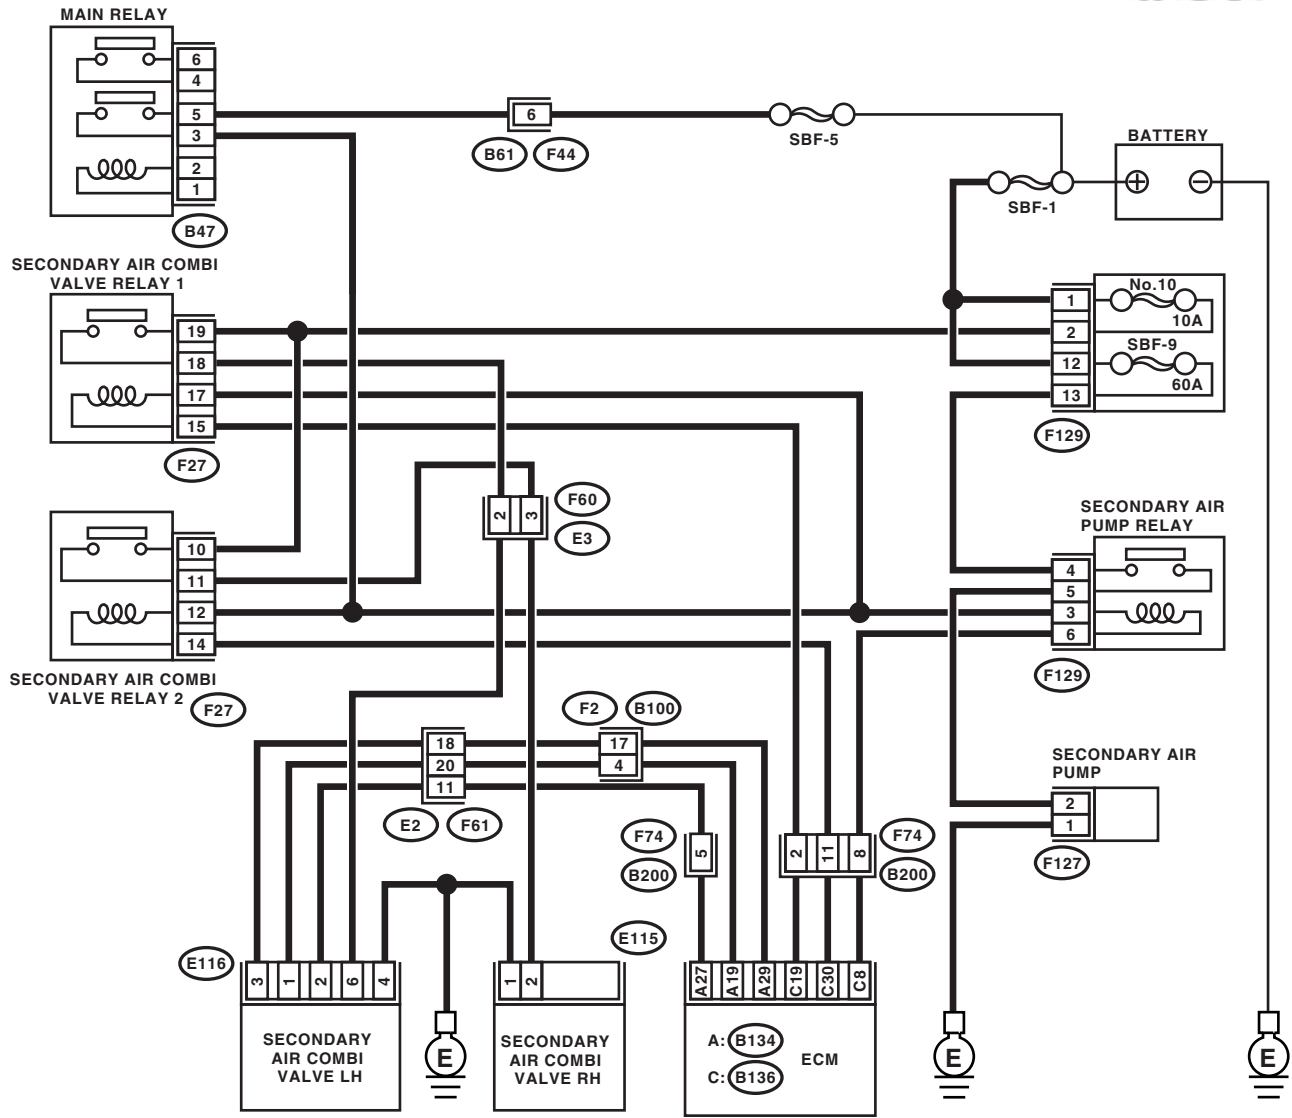 MAIN RELAY
6
4
5
3
2
1
B47
6
B61
F44
SBF-5
BATTERY
SBF-1
SECONDARY AIR COMBI
VALVE RELAY 1
19
18
17
15
F27
No.10
10A
SBF-9
60A
1
2
12
13
F129
2
3
F60
E3
10
11
12
14
SECONDARY AIR COMBI
VALVE RELAY 2
F27
SECONDARY AIR
PUMP RELAY
4
5
3
6
F129
F2
B100
18
20
11
17
4
E2
F61
SECONDARY AIR
PUMP
2
1
F127
F74
5
B200
2
11
8
F74
B200
E116
3
1
2
6
4
E115
1
2
A27
A19
A29
C19
C30
C8
SECONDARY
AIR COMBI
VALVE LH
E
SECONDARY
AIR COMBI
VALVE RH
A: B134
C: B136
ECM
E
E